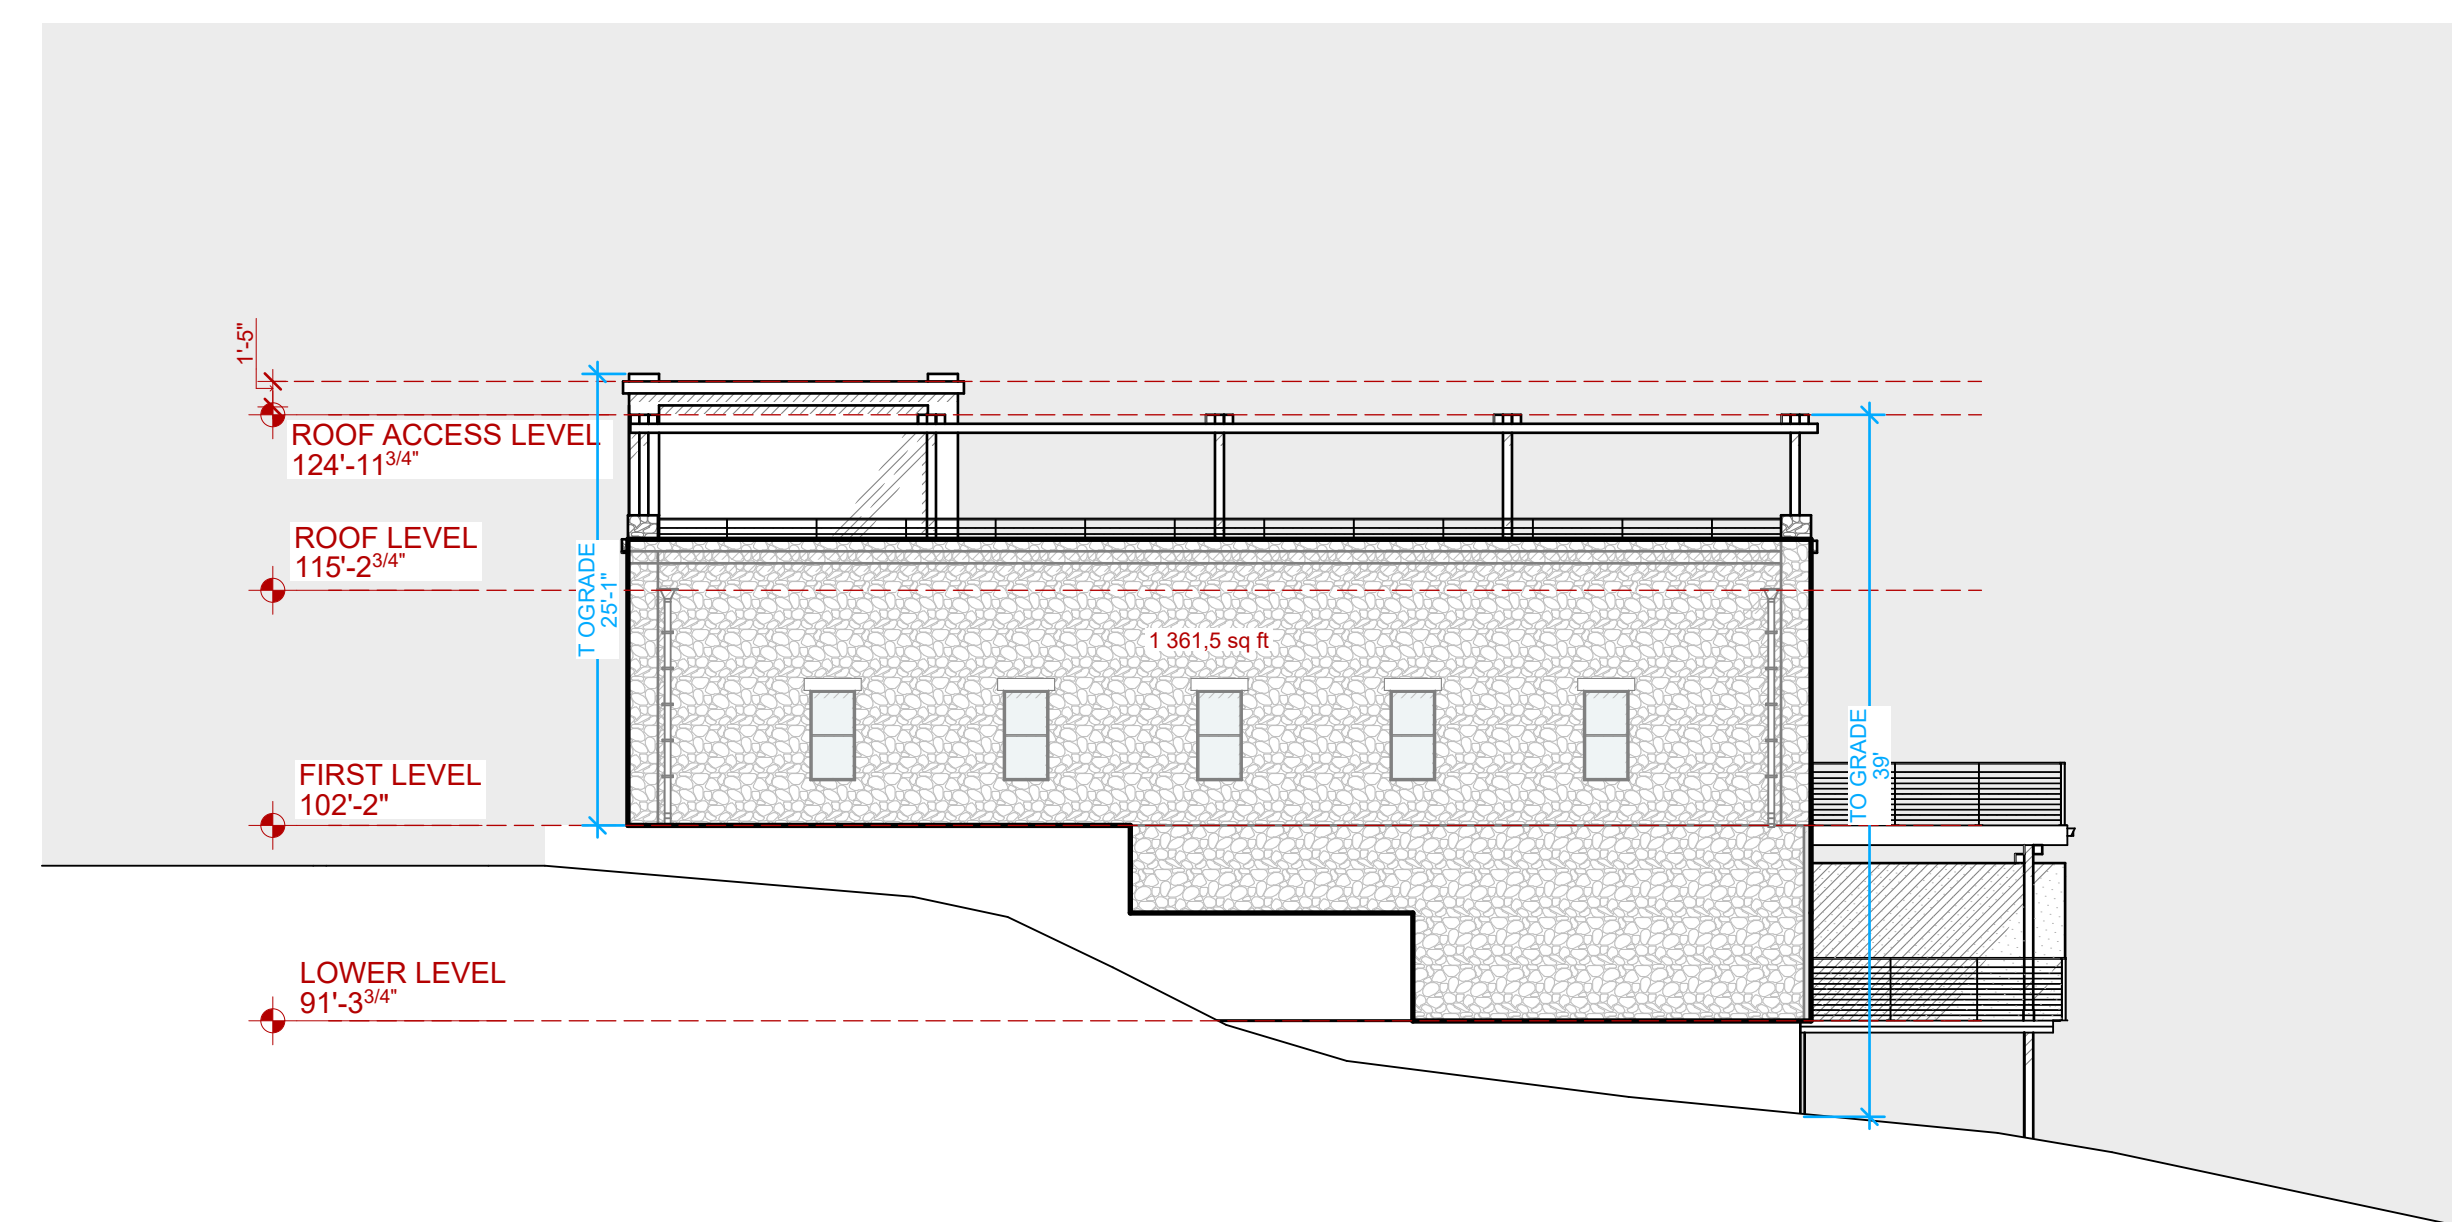 1'-5"
ROOF ACCESS LEVEL
124'-11 3/4"
ROOF LEVEL
115'-2 3/4"
T OGRADE
25'-1"
1 361,5 sq ft
FIRST LEVEL
102'-2"
TO GRADE
39'
LOWER LEVEL
91'-3 3/4"